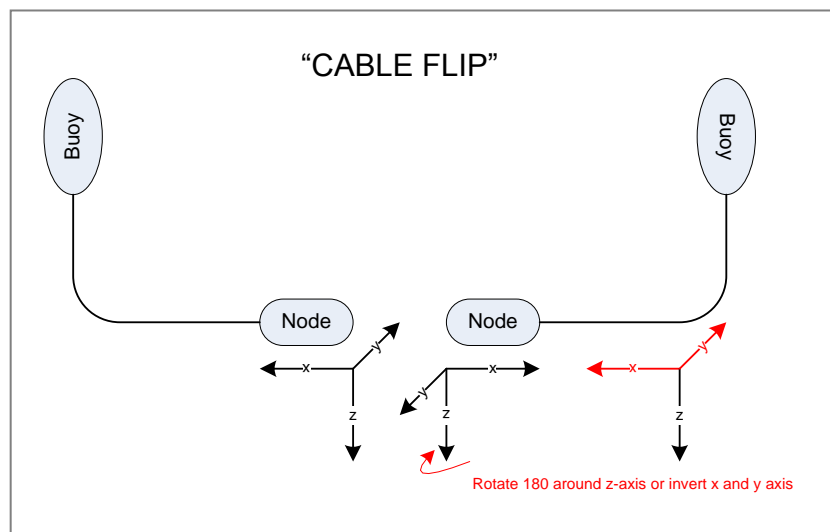 “CABLE FLIP”
Buoy
Buoy
Node
Node
y
x
z
x
y
z
y
x
z
Rotate 180 around z-axis or invert x and y axis